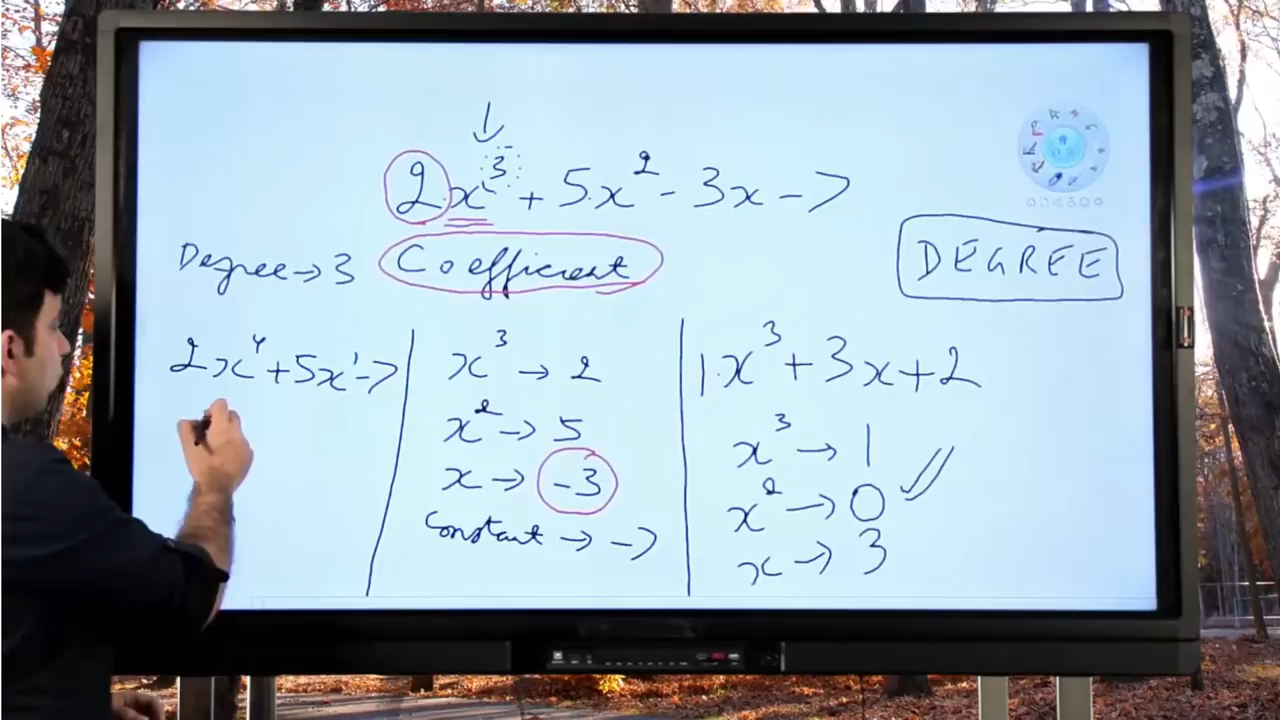 2x³ + 5x² - 3x - 7
DEGREE
Degree → 3
Coefficient
2x⁴ + 5x¹ - 7
x³ → 2
x² → 5
x → -3
Constant → -7
1·x³ + 3x + 2
x³ → 1
x² → 0
x → 3